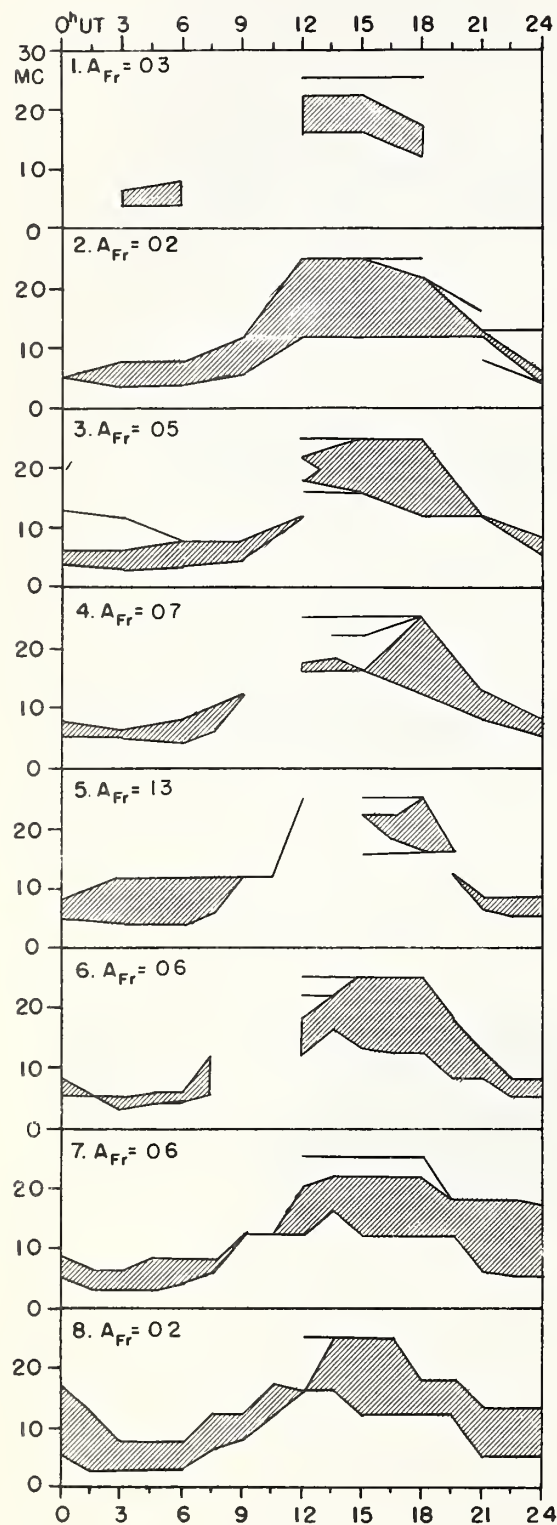 0ʰUT 3 6 9 12 15 18 21 24
30
MC
1. A_Fr = 03
20
10
0
2. A_Fr = 02
20
10
0
3. A_Fr = 05
20
10
0
4. A_Fr = 07
20
10
0
5. A_Fr = 13
20
10
0
6. A_Fr = 06
20
10
0
7. A_Fr = 06
20
10
0
8. A_Fr = 02
20
10
0
0 3 6 9 12 15 18 21 24